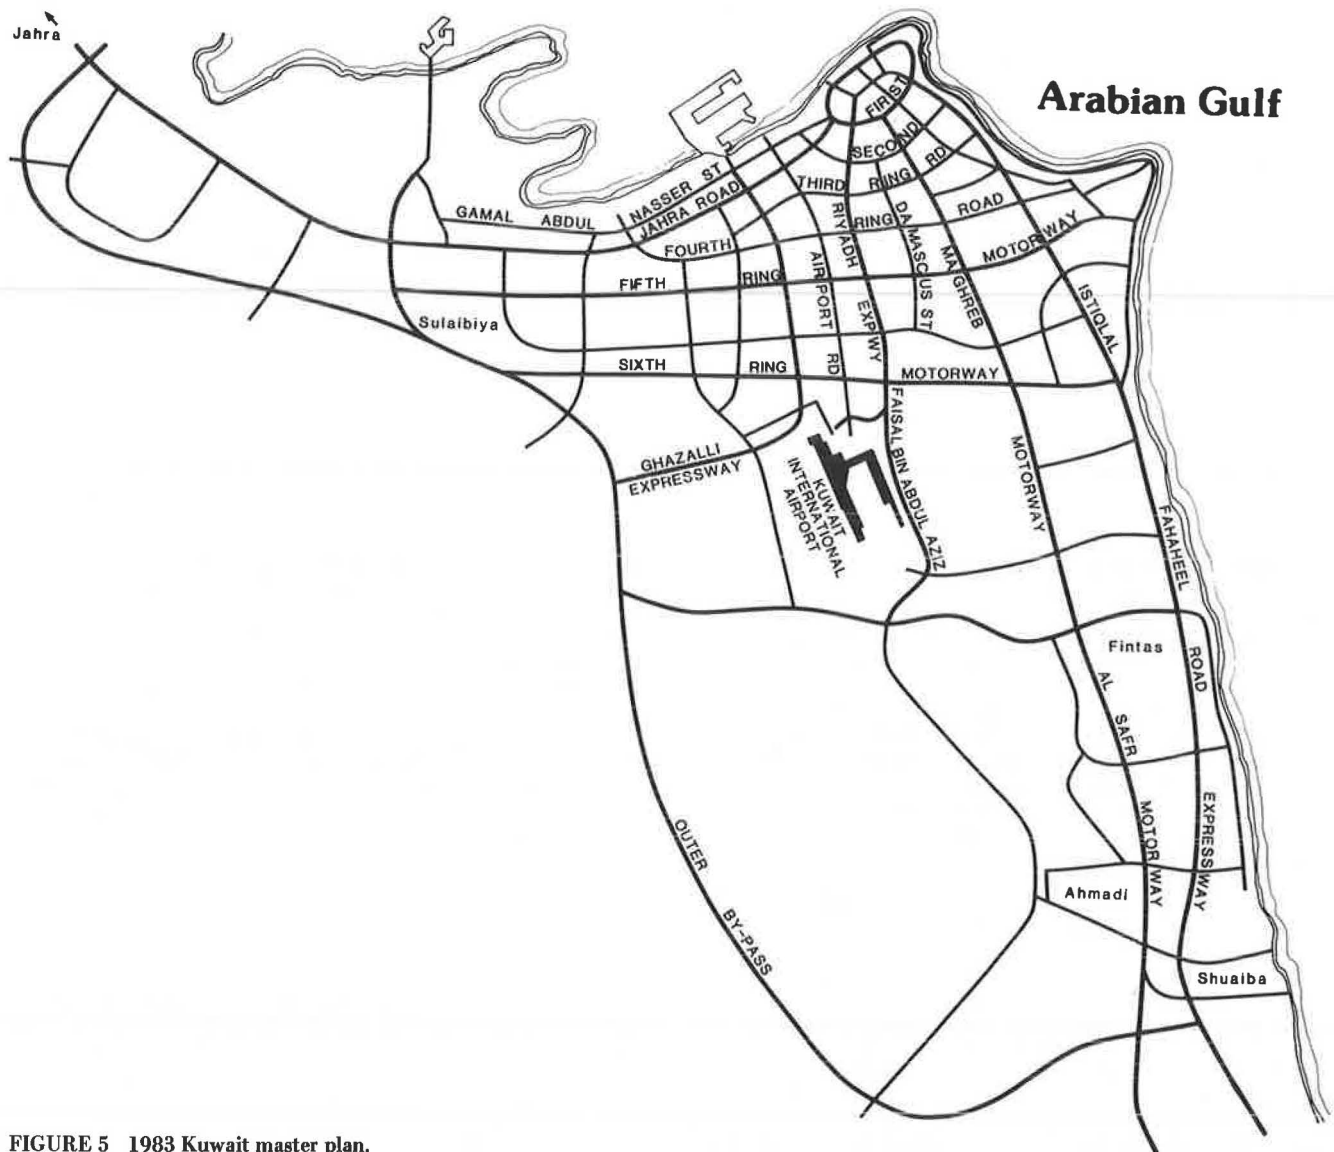 Jahra
Arabian Gulf
FIRST
SECOND
RD
NASSER ST
JAHRA ROAD
THIRD RING
GAMAL ABDUL
RIYADH
RING
ROAD
DAMASCUS ST
FOURTH
MOTORWAY
MAGHREB
AIRPORT
RD
FIFTH
RING
EXPWY
ISTIQLAL
Sulaibiya
SIXTH
RING
MOTORWAY
FAISAL BIN ABDUL AZIZ
GHAZALLI
EXPRESSWAY
KUWAIT
INTERNATIONAL
AIRPORT
MOTORWAY
FAHAHEEL
Fintas
ROAD
AL
SAFR
EXPRESSWAY
MOTORWAY
OUTER
BY-PASS
Ahmadi
Shuaiba
FIGURE 5 1983 Kuwait master plan.